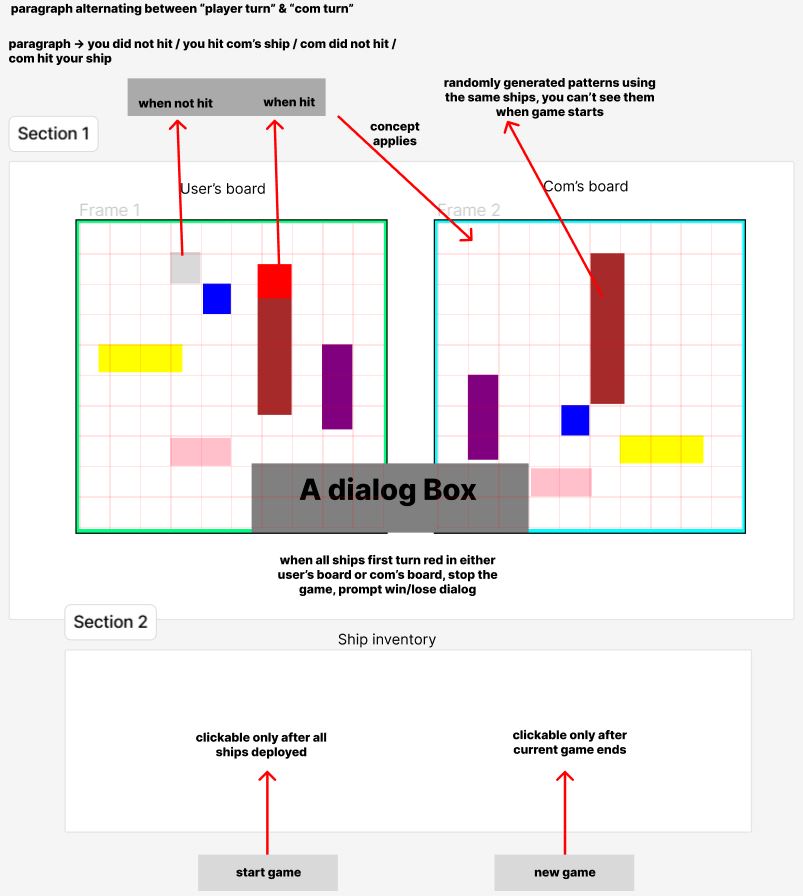 paragraph alternating between “player turn” & “com turn”
paragraph → you did not hit / you hit com’s ship / com did not hit /
com hit your ship
when not hit
when hit
randomly generated patterns using
the same ships, you can’t see them
when game starts
concept
applies
Section 1
User’s board
Com’s board
Frame 1
Frame 2
A dialog Box
when all ships first turn red in either
user’s board or com’s board, stop the
game, prompt win/lose dialog
Section 2
Ship inventory
clickable only after all
ships deployed
clickable only after
current game ends
start game
new game